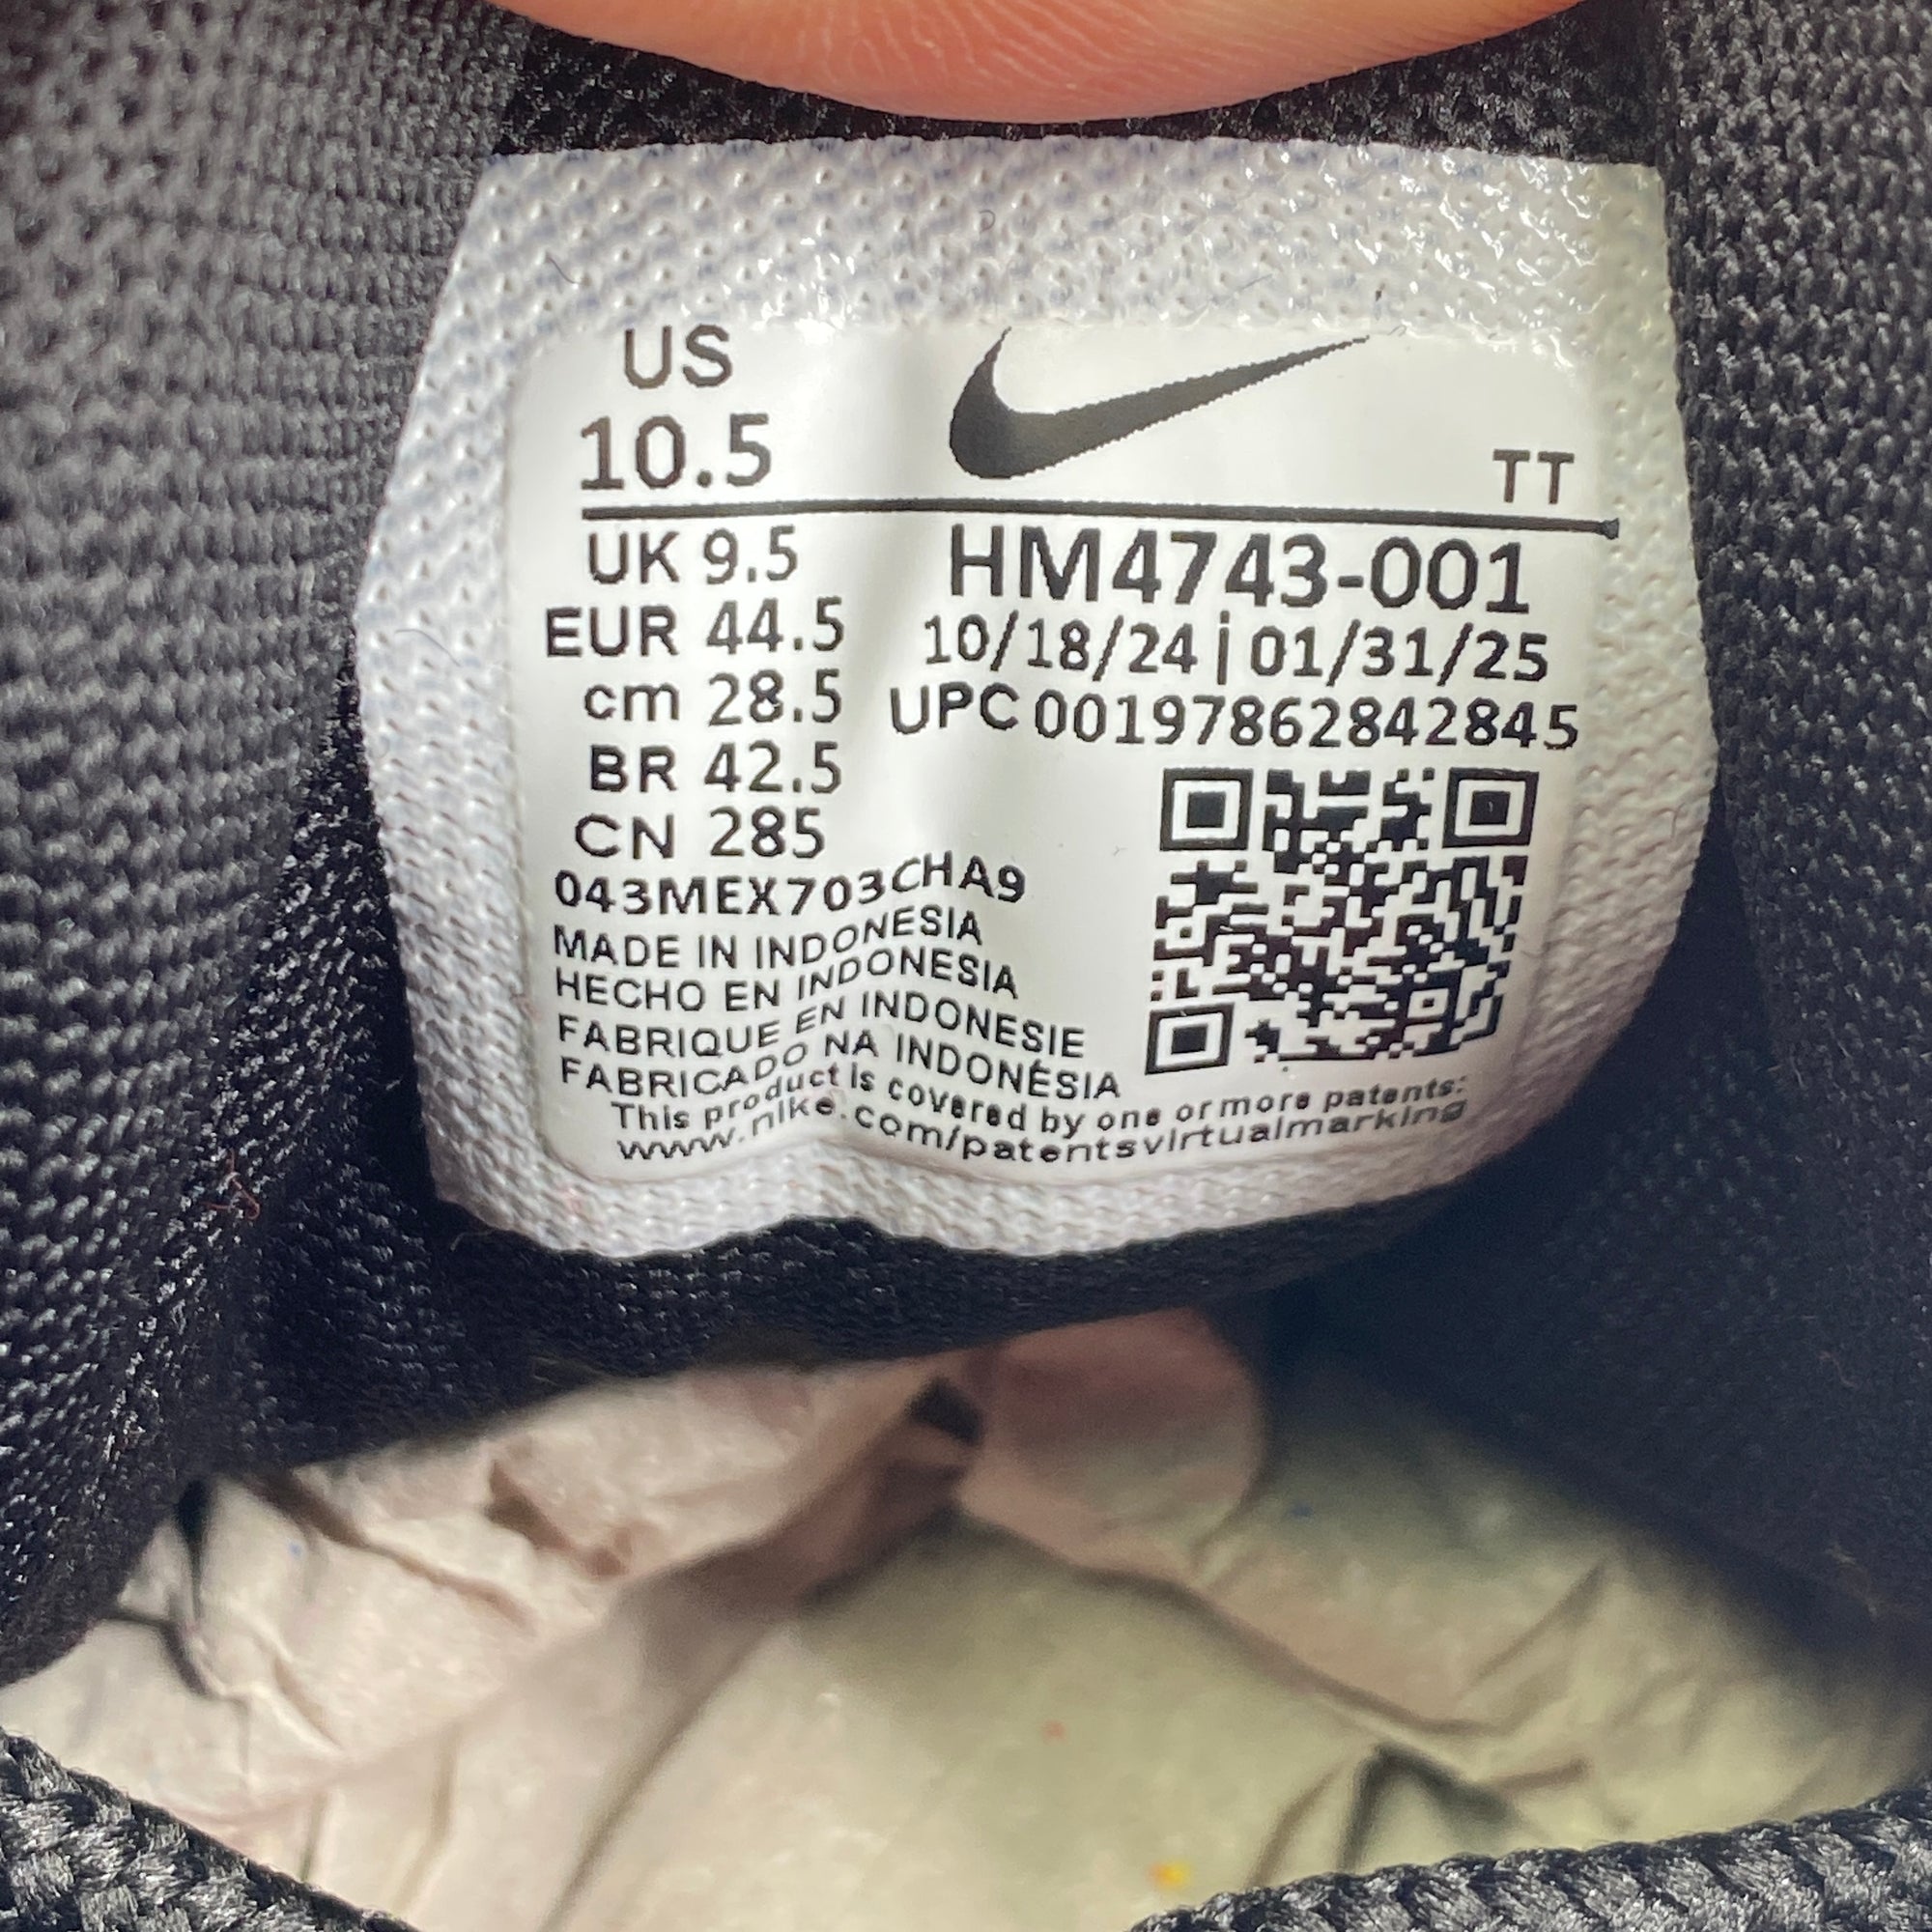 US
10.5
TT
UK 9.5
EUR 44.5
cm 28.5
BR 42.5
CN 285
HM4743-001
10/18/24 | 01/31/25
UPC 00197862842845
043MEX703CHA9
MADE IN INDONESIA
HECHO EN INDONESIA
FABRIQUE EN INDONESIE
FABRICADO NA INDONÉSIA
This product is covered by one or more patents:
www.nike.com/patentsvirtualmarking